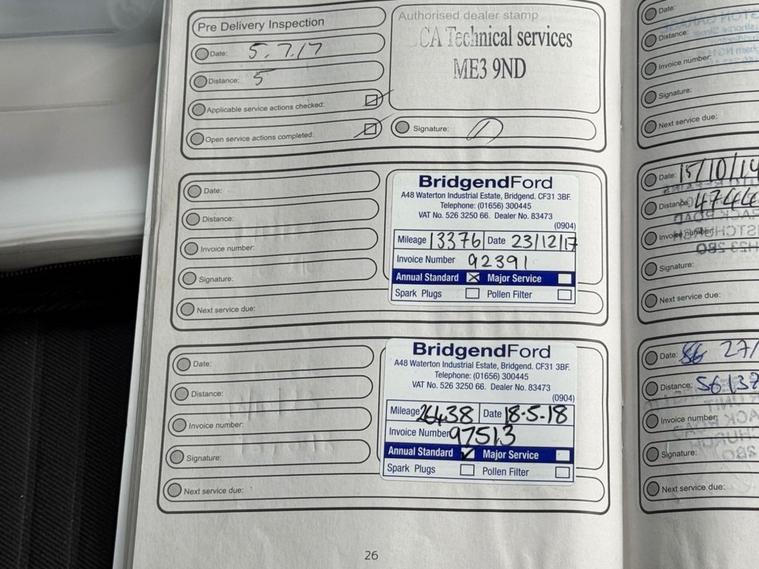 Pre Delivery Inspection
Date: 5.7.17
Distance: 5
Applicable service actions checked:
Open service actions completed:
Authorised dealer stamp
CA Technical services
ME3 9ND
Signature:
Date:
Distance:
Invoice number:
Signature:
Next service due:
BridgendFord
A48 Waterton Industrial Estate, Bridgend. CF31 3BF.
Telephone: (01656) 300445
VAT No. 526 3250 66. Dealer No. 83473
(0904)
Mileage 13376 Date 23/12/17
Invoice Number 92391
Annual Standard Major Service
Spark Plugs Pollen Filter
Date:
Distance:
Invoice number:
Signature:
Next service due:
BridgendFord
A48 Waterton Industrial Estate, Bridgend. CF31 3BF.
Telephone: (01656) 300445
VAT No. 526 3250 66. Dealer No. 83473
(0904)
Mileage 26438 Date 18-5-18
Invoice Number 97513
Annual Standard Major Service
Spark Plugs Pollen Filter
26
Date:
Distance:
Invoice number:
Signature:
Next service due:
Date: 15/10/1
Distance: 4744
Invoice number:
Signature:
Next service due:
Date: 27/
Distance: 5613
Invoice number:
Signature:
Next service due: